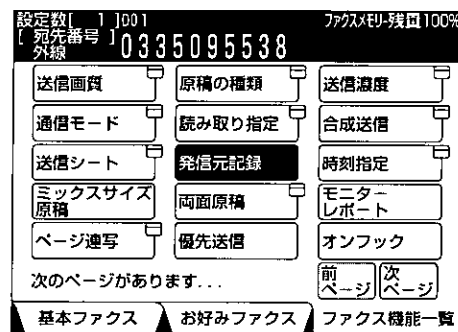 設定数[ 1 ]001 ファクスメモリー残量100%
[ 宛先番号 ]
外線 0335095538
送信画質 原稿の種類 送信濃度
通信モード 読み取り指定 合成送信
送信シート 発信元記録 時刻指定
ミックスサイズ
原稿 両面原稿 モニター
レポート
ページ連写 優先送信 オンフック
次のページがあります... 前
ページ 次
ページ
基本ファクス お好みファクス ファクス機能一覧